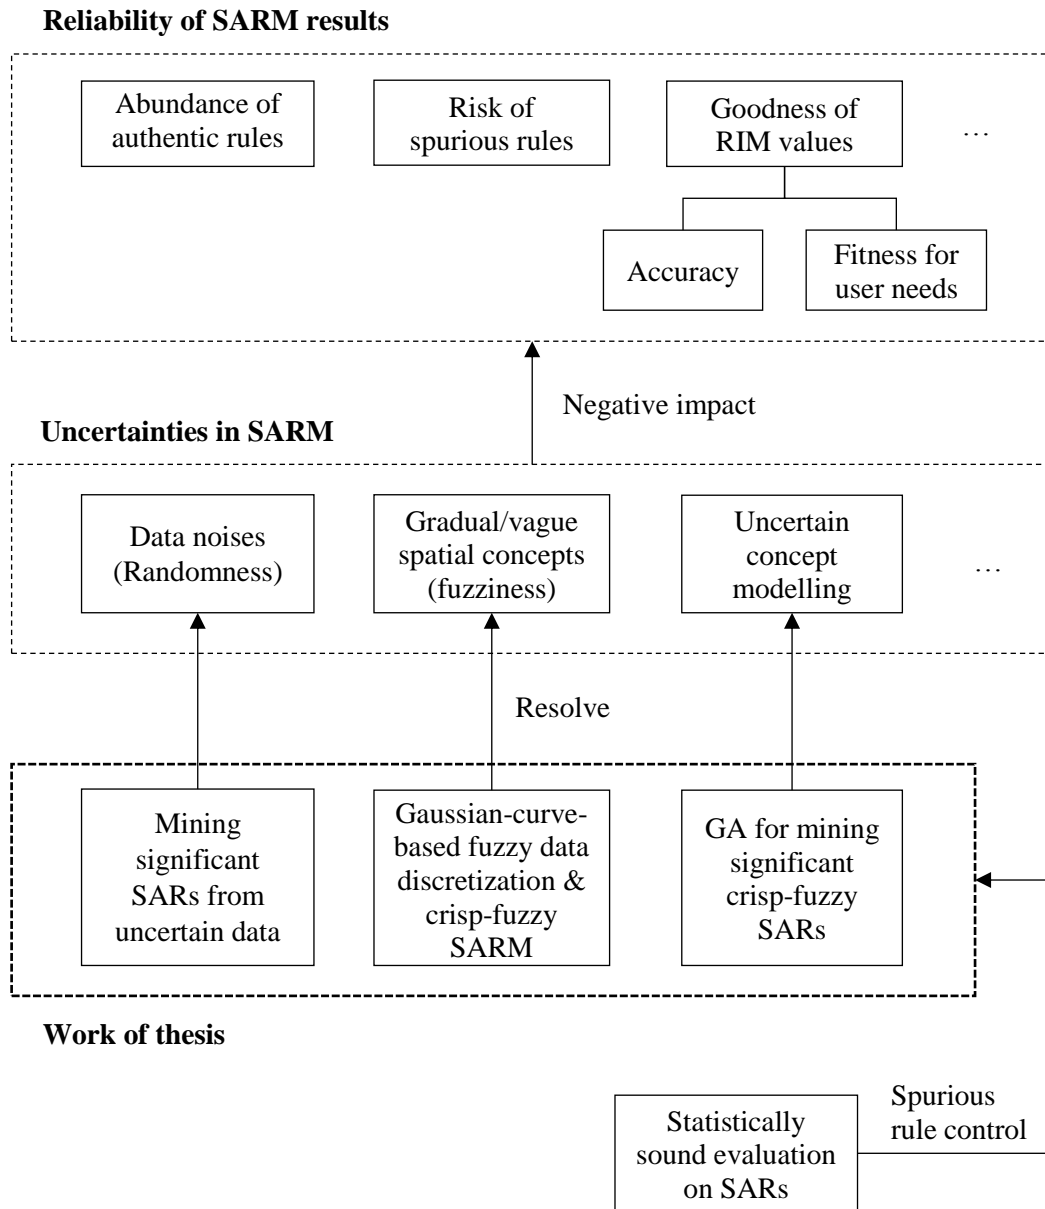 Reliability of SARM results
Abundance of
authentic rules
Risk of
spurious rules
Goodness of
RIM values
…
Accuracy
Fitness for
user needs
Negative impact
Uncertainties in SARM
Data noises
(Randomness)
Gradual/vague
spatial concepts
(fuzziness)
Uncertain
concept
modelling
…
Resolve
Mining
significant
SARs from
uncertain data
Gaussian-curve-
based fuzzy data
discretization &
crisp-fuzzy
SARM
GA for mining
significant
crisp-fuzzy
SARs
Work of thesis
Statistically
sound evaluation
on SARs
Spurious
rule control